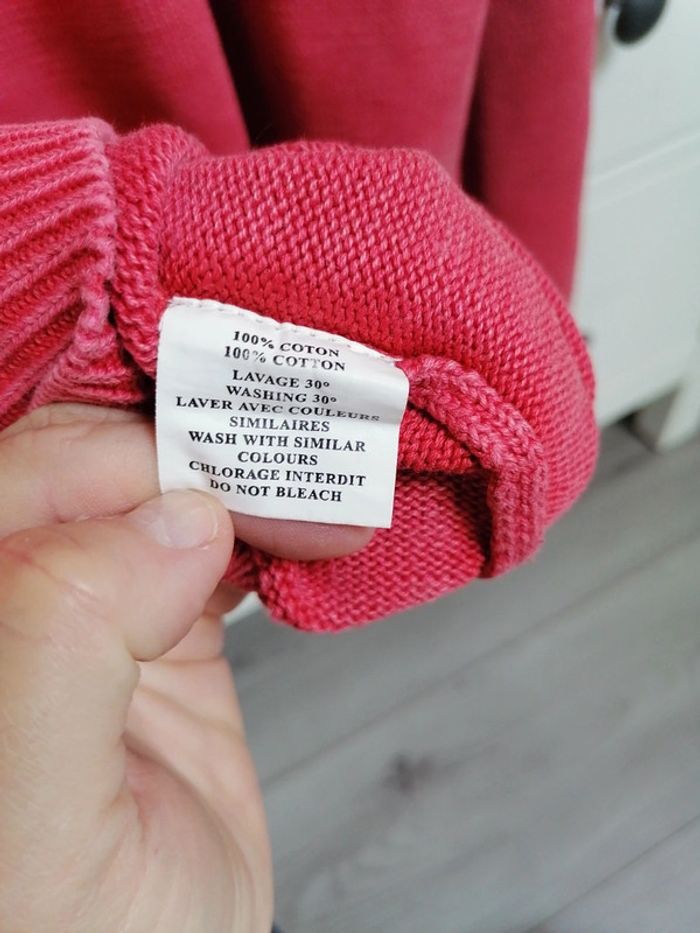 100% COTON
100% COTTON
LAVAGE 30°
WASHING 30°
LAVER AVEC COULEURS
SIMILAIRES
WASH WITH SIMILAR
COLOURS
CHLORAGE INTERDIT
DO NOT BLEACH